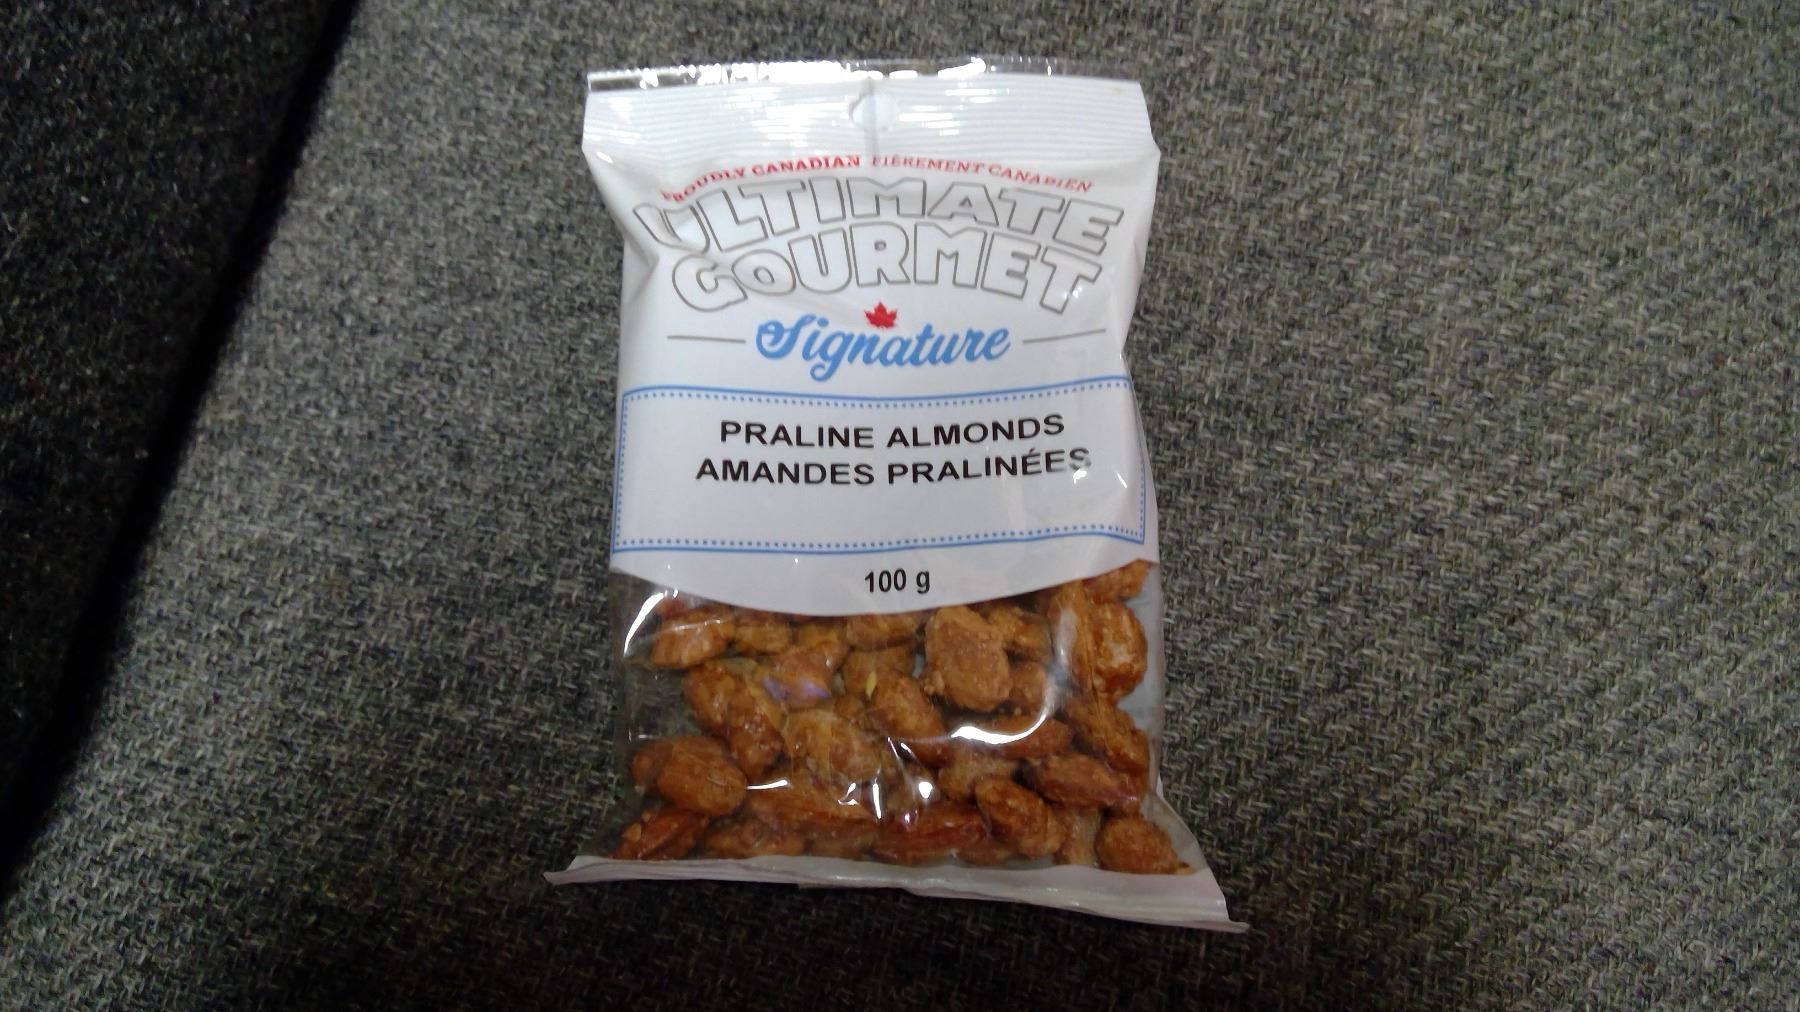 PROUDLY CANADIAN FIÈREMENT CANADIEN
ULTIMATE
GOURMET
Signature
PRALINE ALMONDS
AMANDES PRALINÉES
100 g